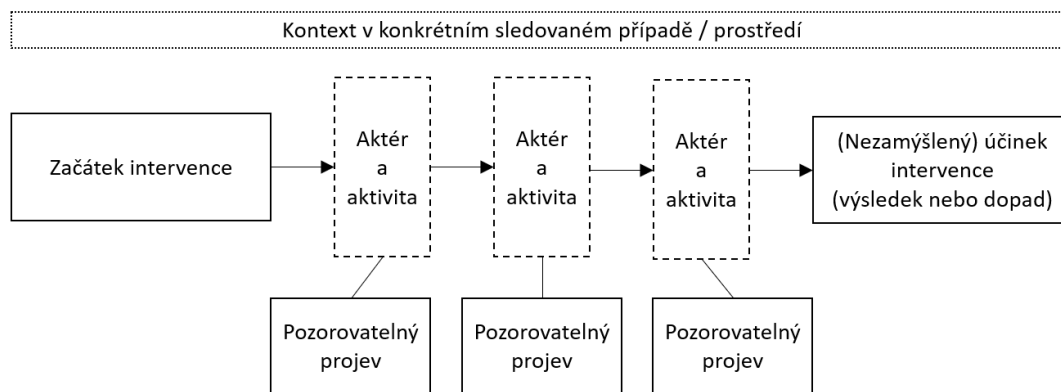 Kontext v konkrétním sledovaném případě / prostředí
Začátek intervence
Aktér
a
aktivita
Aktér
a
aktivita
Aktér
a
aktivita
(Nezamýšlený) účinek
intervence
(výsledek nebo dopad)
Pozorovatelný
projev
Pozorovatelný
projev
Pozorovatelný
projev